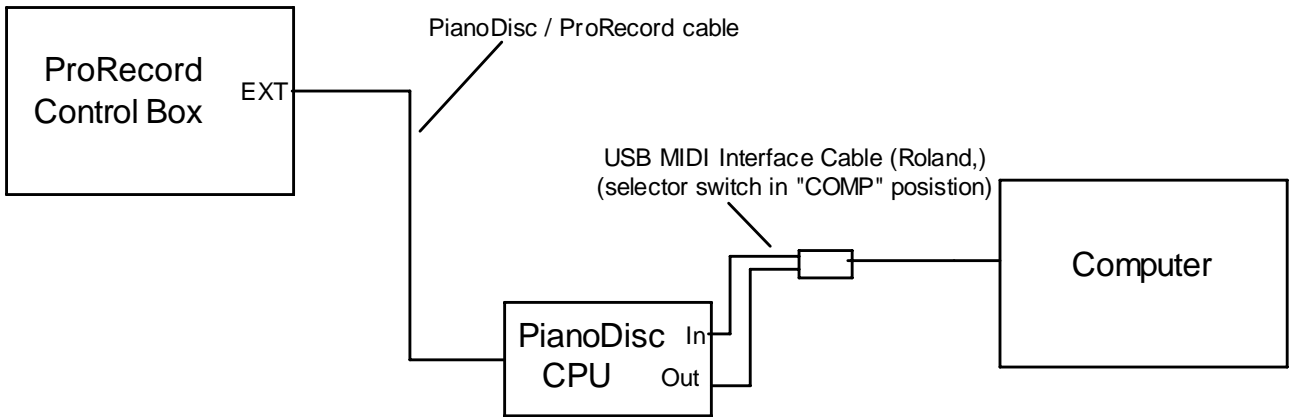 PianoDisc / ProRecord cable
ProRecord
Control Box
EXT
USB MIDI Interface Cable (Roland,)
(selector switch in "COMP" posistion)
Computer
PianoDisc
CPU
In
Out